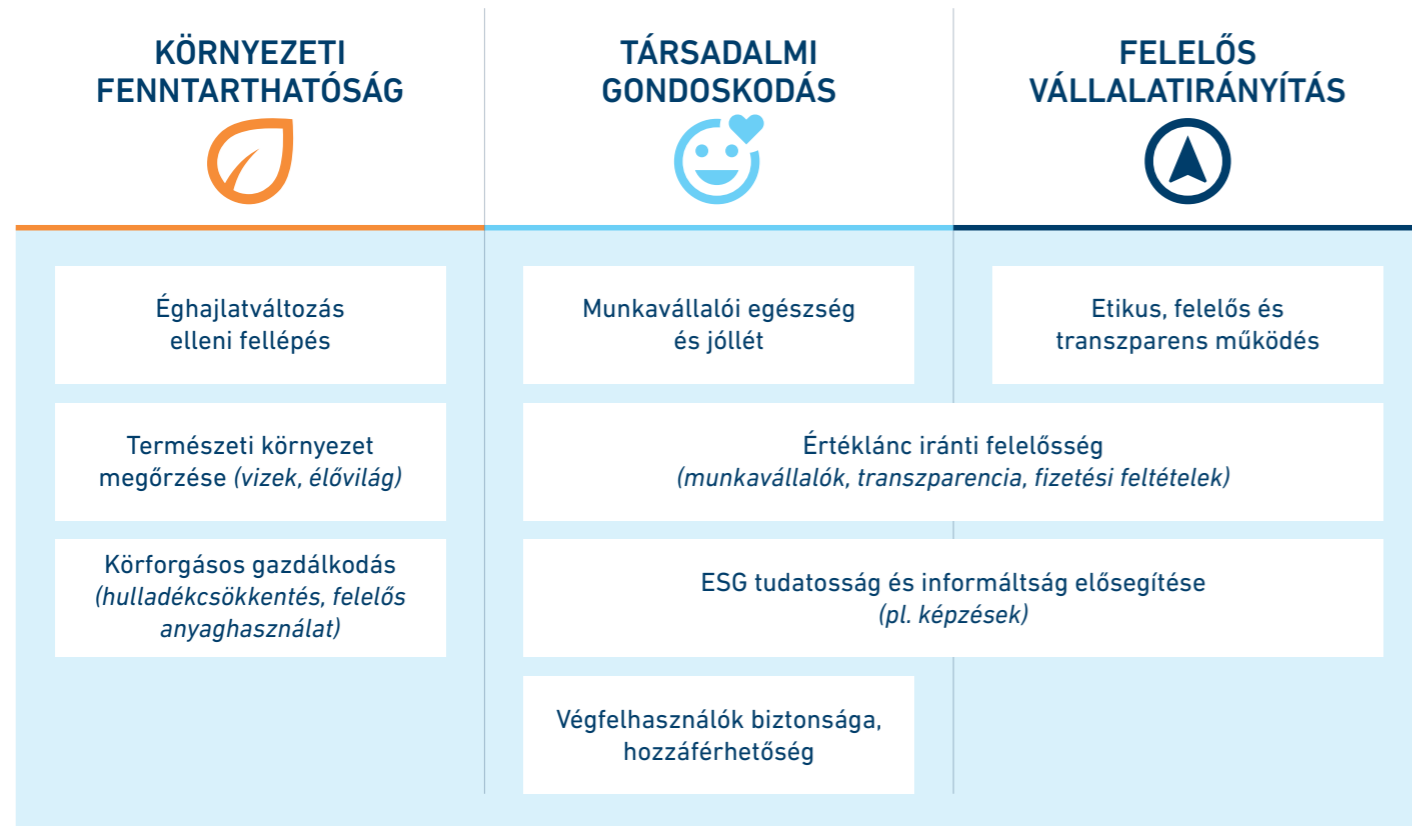 KÖRNYEZETI
FENNTARTHATÓSÁG
TÁRSADALMI
GONDOSKODÁS
FELELŐS
VÁLLALATIRÁNYÍTÁS
Éghajlatváltozás
elleni fellépés
Munkavállalói egészség
és jóllét
Etikus, felelős és
transzparens működés
Természeti környezet
megőrzése (vizek, élővilág)
Értéklánc iránti felelősség
(munkavállalók, transzparencia, fizetési feltételek)
Körforgásos gazdálkodás
(hulladékcsökkentés, felelős
anyaghasználat)
ESG tudatosság és informáltság elősegítése
(pl. képzések)
Végfelhasználók biztonsága,
hozzáférhetőség